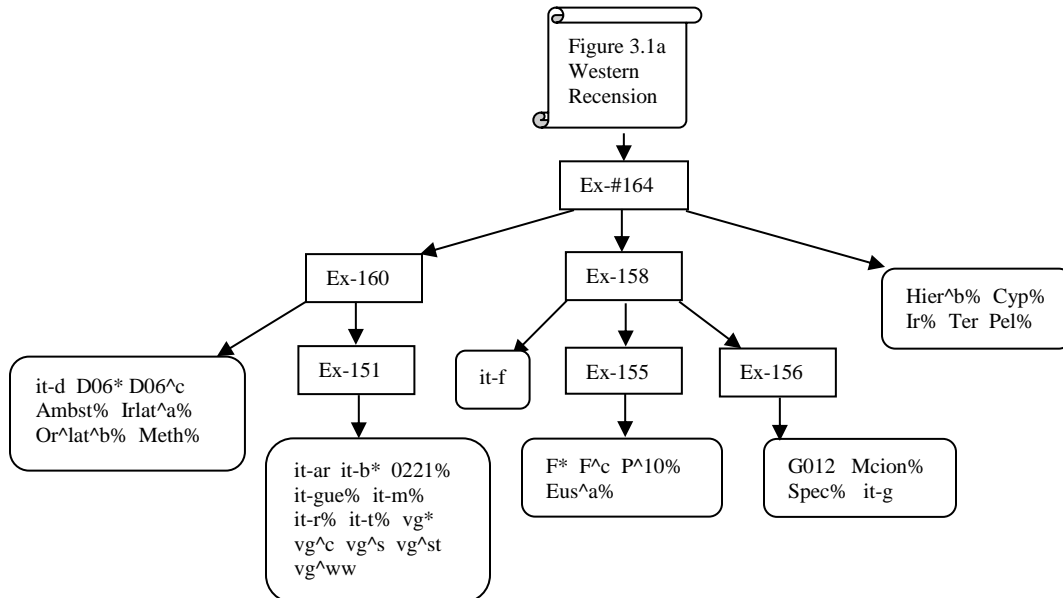 Figure 3.1a
Western
Recension
Ex-#164
Ex-160
Ex-158
Hier^b% Cyp%
Ir% Ter Pel%
it-d D06* D06^c
Ambst% Irlat^a%
Or^lat^b% Meth%
Ex-151
it-f
Ex-155
Ex-156
it-ar it-b* 0221%
it-gue% it-m%
it-r% it-t% vg*
vg^c vg^s vg^st
vg^ww
F* F^c P^10%
Eus^a%
G012 Mcion%
Spec% it-g